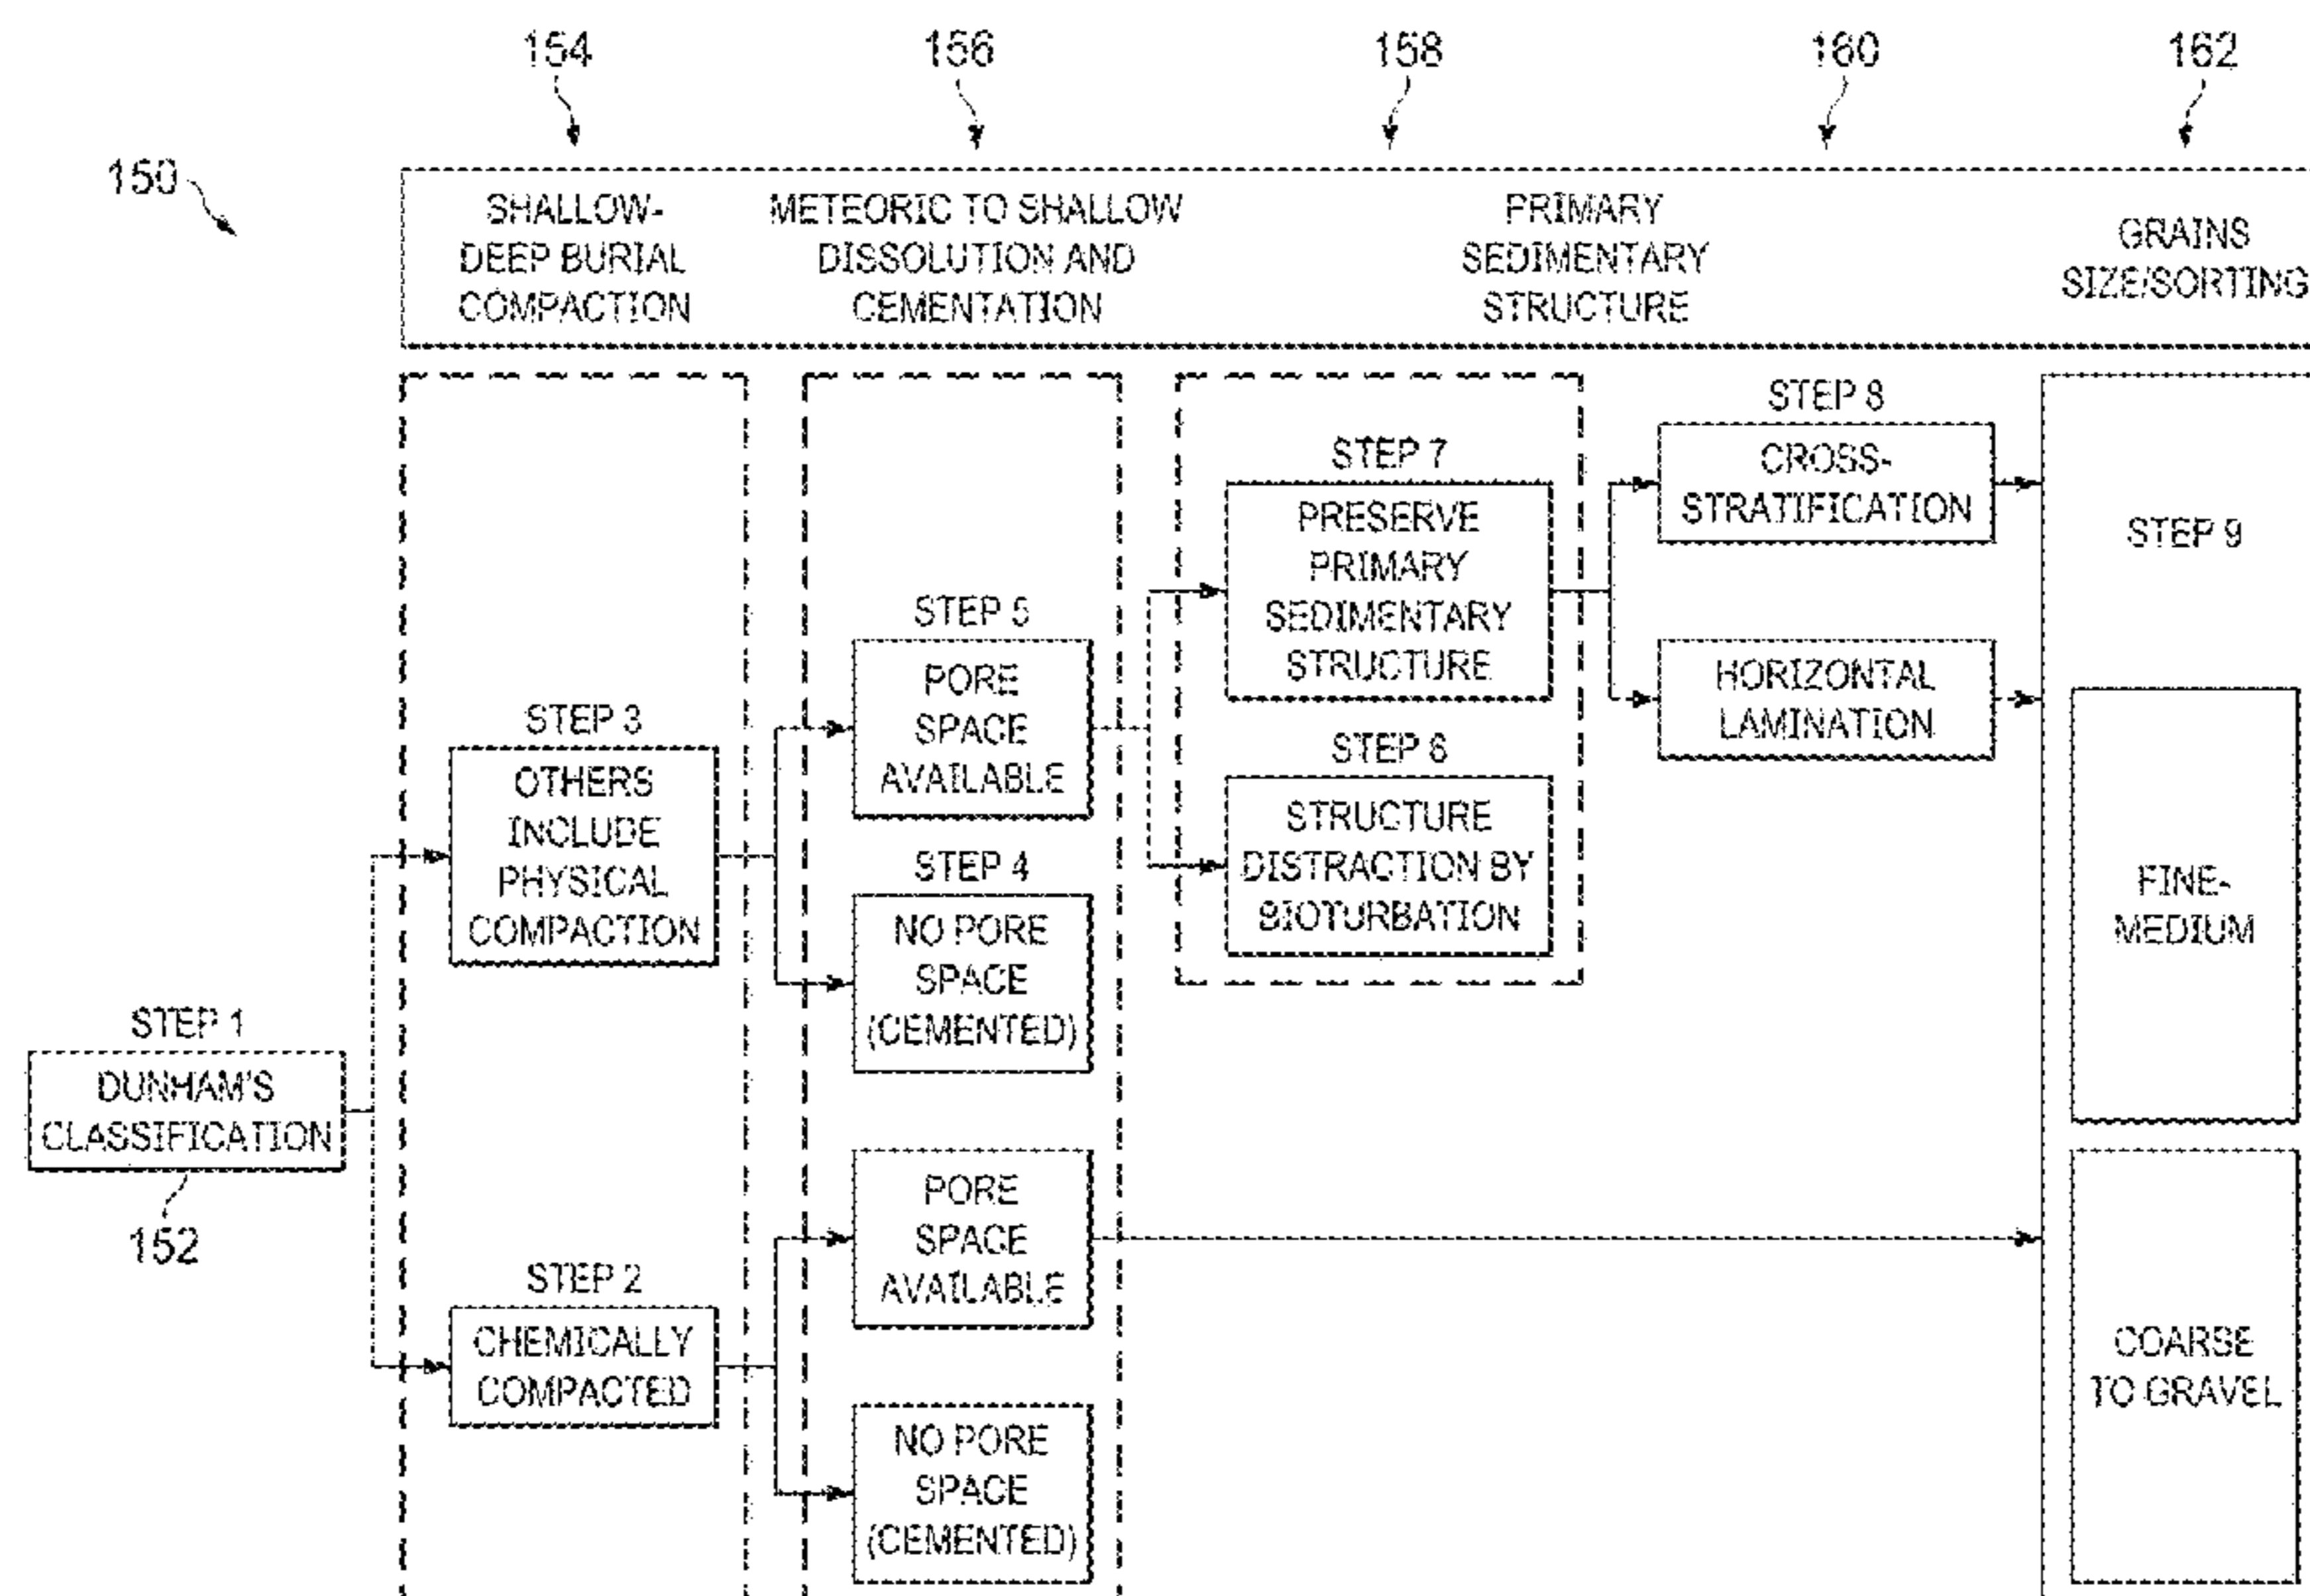 154
156
158
160
162
150
SHALLOW-
DEEP BURIAL
COMPACTION
METEORIC TO SHALLOW
DISSOLUTION AND
CEMENTATION
PRIMARY
SEDIMENTARY
STRUCTURE
GRAINS
SIZE/SORTING
STEP 1
DUNHAM'S
CLASSIFICATION
152
STEP 3
OTHERS
INCLUDE
PHYSICAL
COMPACTION
STEP 2
CHEMICALLY
COMPACTED
STEP 5
PORE
SPACE
AVAILABLE
STEP 4
NO PORE
SPACE
(CEMENTED)
PORE
SPACE
AVAILABLE
NO PORE
SPACE
(CEMENTED)
STEP 7
PRESERVE
PRIMARY
SEDIMENTARY
STRUCTURE
STEP 6
STRUCTURE
DISTRACTION BY
BIOTURBATION
STEP 8
CROSS-
STRATIFICATION
HORIZONTAL
LAMINATION
STEP 9
FINE-
MEDIUM
COARSE
TO GRAVEL